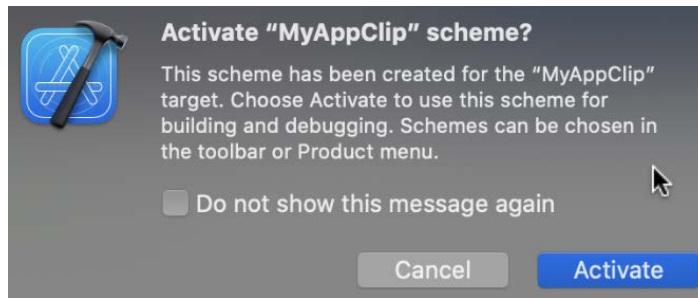 Activate “MyAppClip” scheme?
This scheme has been created for the “MyAppClip”
target. Choose Activate to use this scheme for
building and debugging. Schemes can be chosen in
the toolbar or Product menu.
Do not show this message again
Cancel
Activate